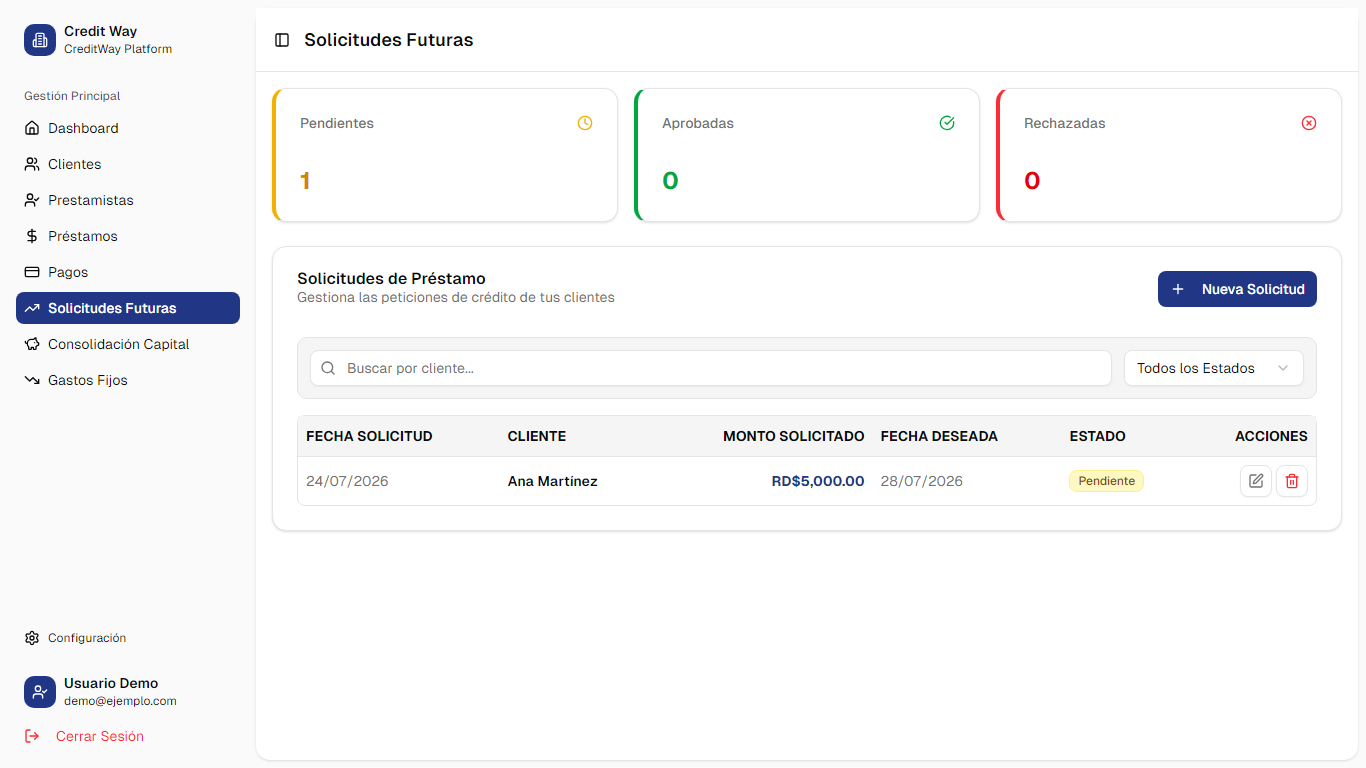 Credit Way
CreditWay Platform
Gestión Principal
Dashboard
Clientes
Prestamistas
Préstamos
Pagos
Solicitudes Futuras
Consolidación Capital
Gastos Fijos
Configuración
Usuario Demo
demo@ejemplo.com
Cerrar Sesión
Solicitudes Futuras
Pendientes
1
Aprobadas
0
Rechazadas
0
Solicitudes de Préstamo
Gestiona las peticiones de crédito de tus clientes
Nueva Solicitud
Buscar por cliente...
Todos los Estados
FECHA SOLICITUD CLIENTE MONTO SOLICITADO FECHA DESEADA ESTADO ACCIONES
24/07/2026 Ana Martínez RD$5,000.00 28/07/2026 Pendiente